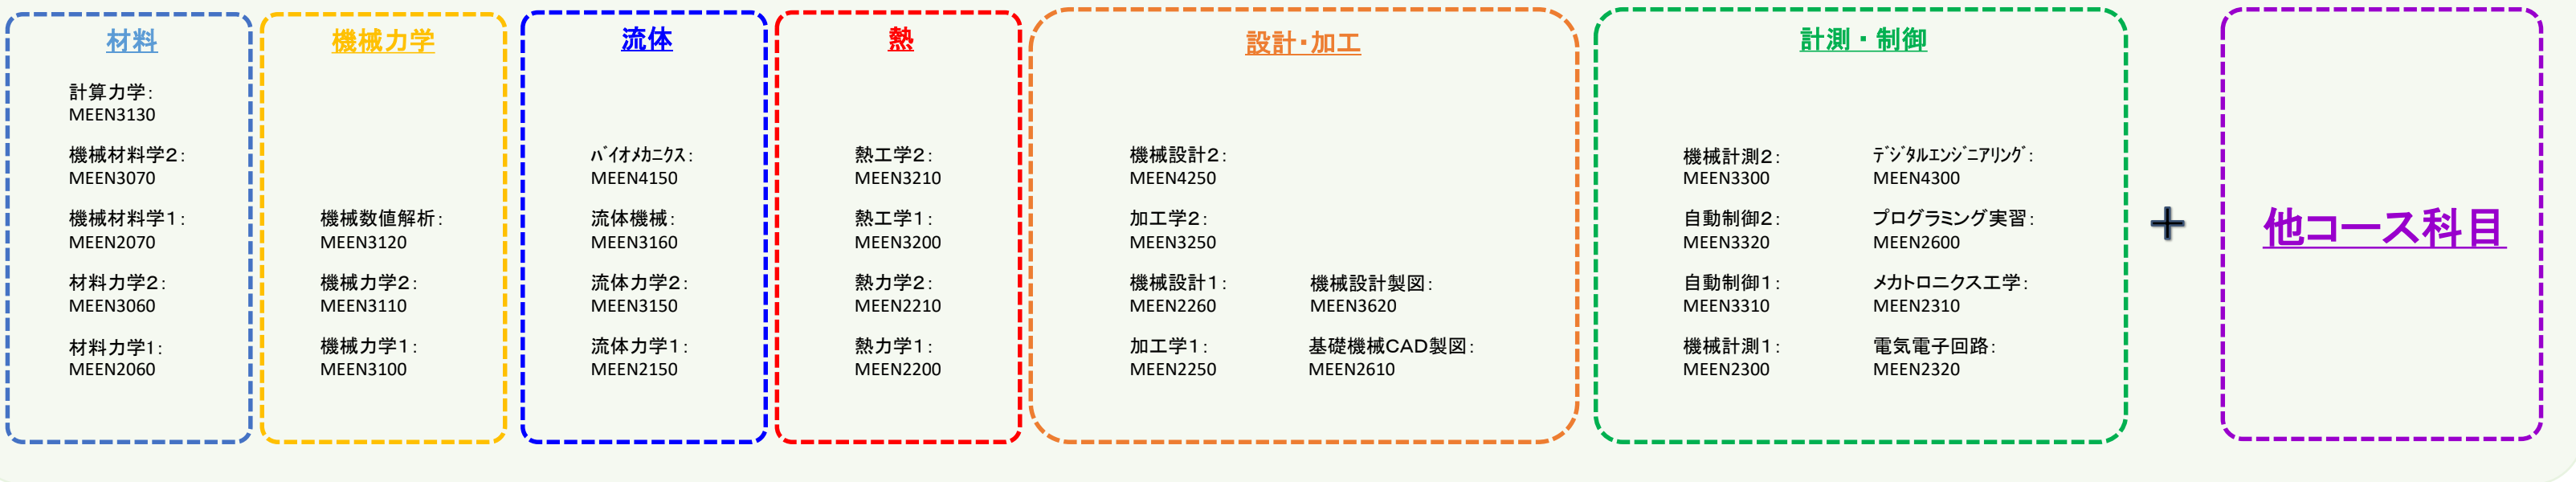 材料
計算力学:
MEEN3130
機械材料学2:
MEEN3070
機械材料学1:
MEEN2070
材料力学2:
MEEN3060
材料力学1:
MEEN2060
機械力学
機械数値解析:
MEEN3120
機械力学2:
MEEN3110
機械力学1:
MEEN3100
流体
バイオメカニクス:
MEEN4150
流体機械:
MEEN3160
流体力学2:
MEEN3150
流体力学1:
MEEN2150
熱
熱工学2:
MEEN3210
熱工学1:
MEEN3200
熱力学2:
MEEN2210
熱力学1:
MEEN2200
設計・加工
機械設計2:
MEEN4250
加工学2:
MEEN3250
機械設計1:
MEEN2260
加工学1:
MEEN2250
機械設計製図:
MEEN3620
基礎機械CAD製図:
MEEN2610
計測・制御
機械計測2:
MEEN3300
自動制御2:
MEEN3320
自動制御1:
MEEN3310
機械計測1:
MEEN2300
デジタルエンジニアリング:
MEEN4300
プログラミング実習:
MEEN2600
メカトロニクス工学:
MEEN2310
電気電子回路:
MEEN2320
+
他コース科目